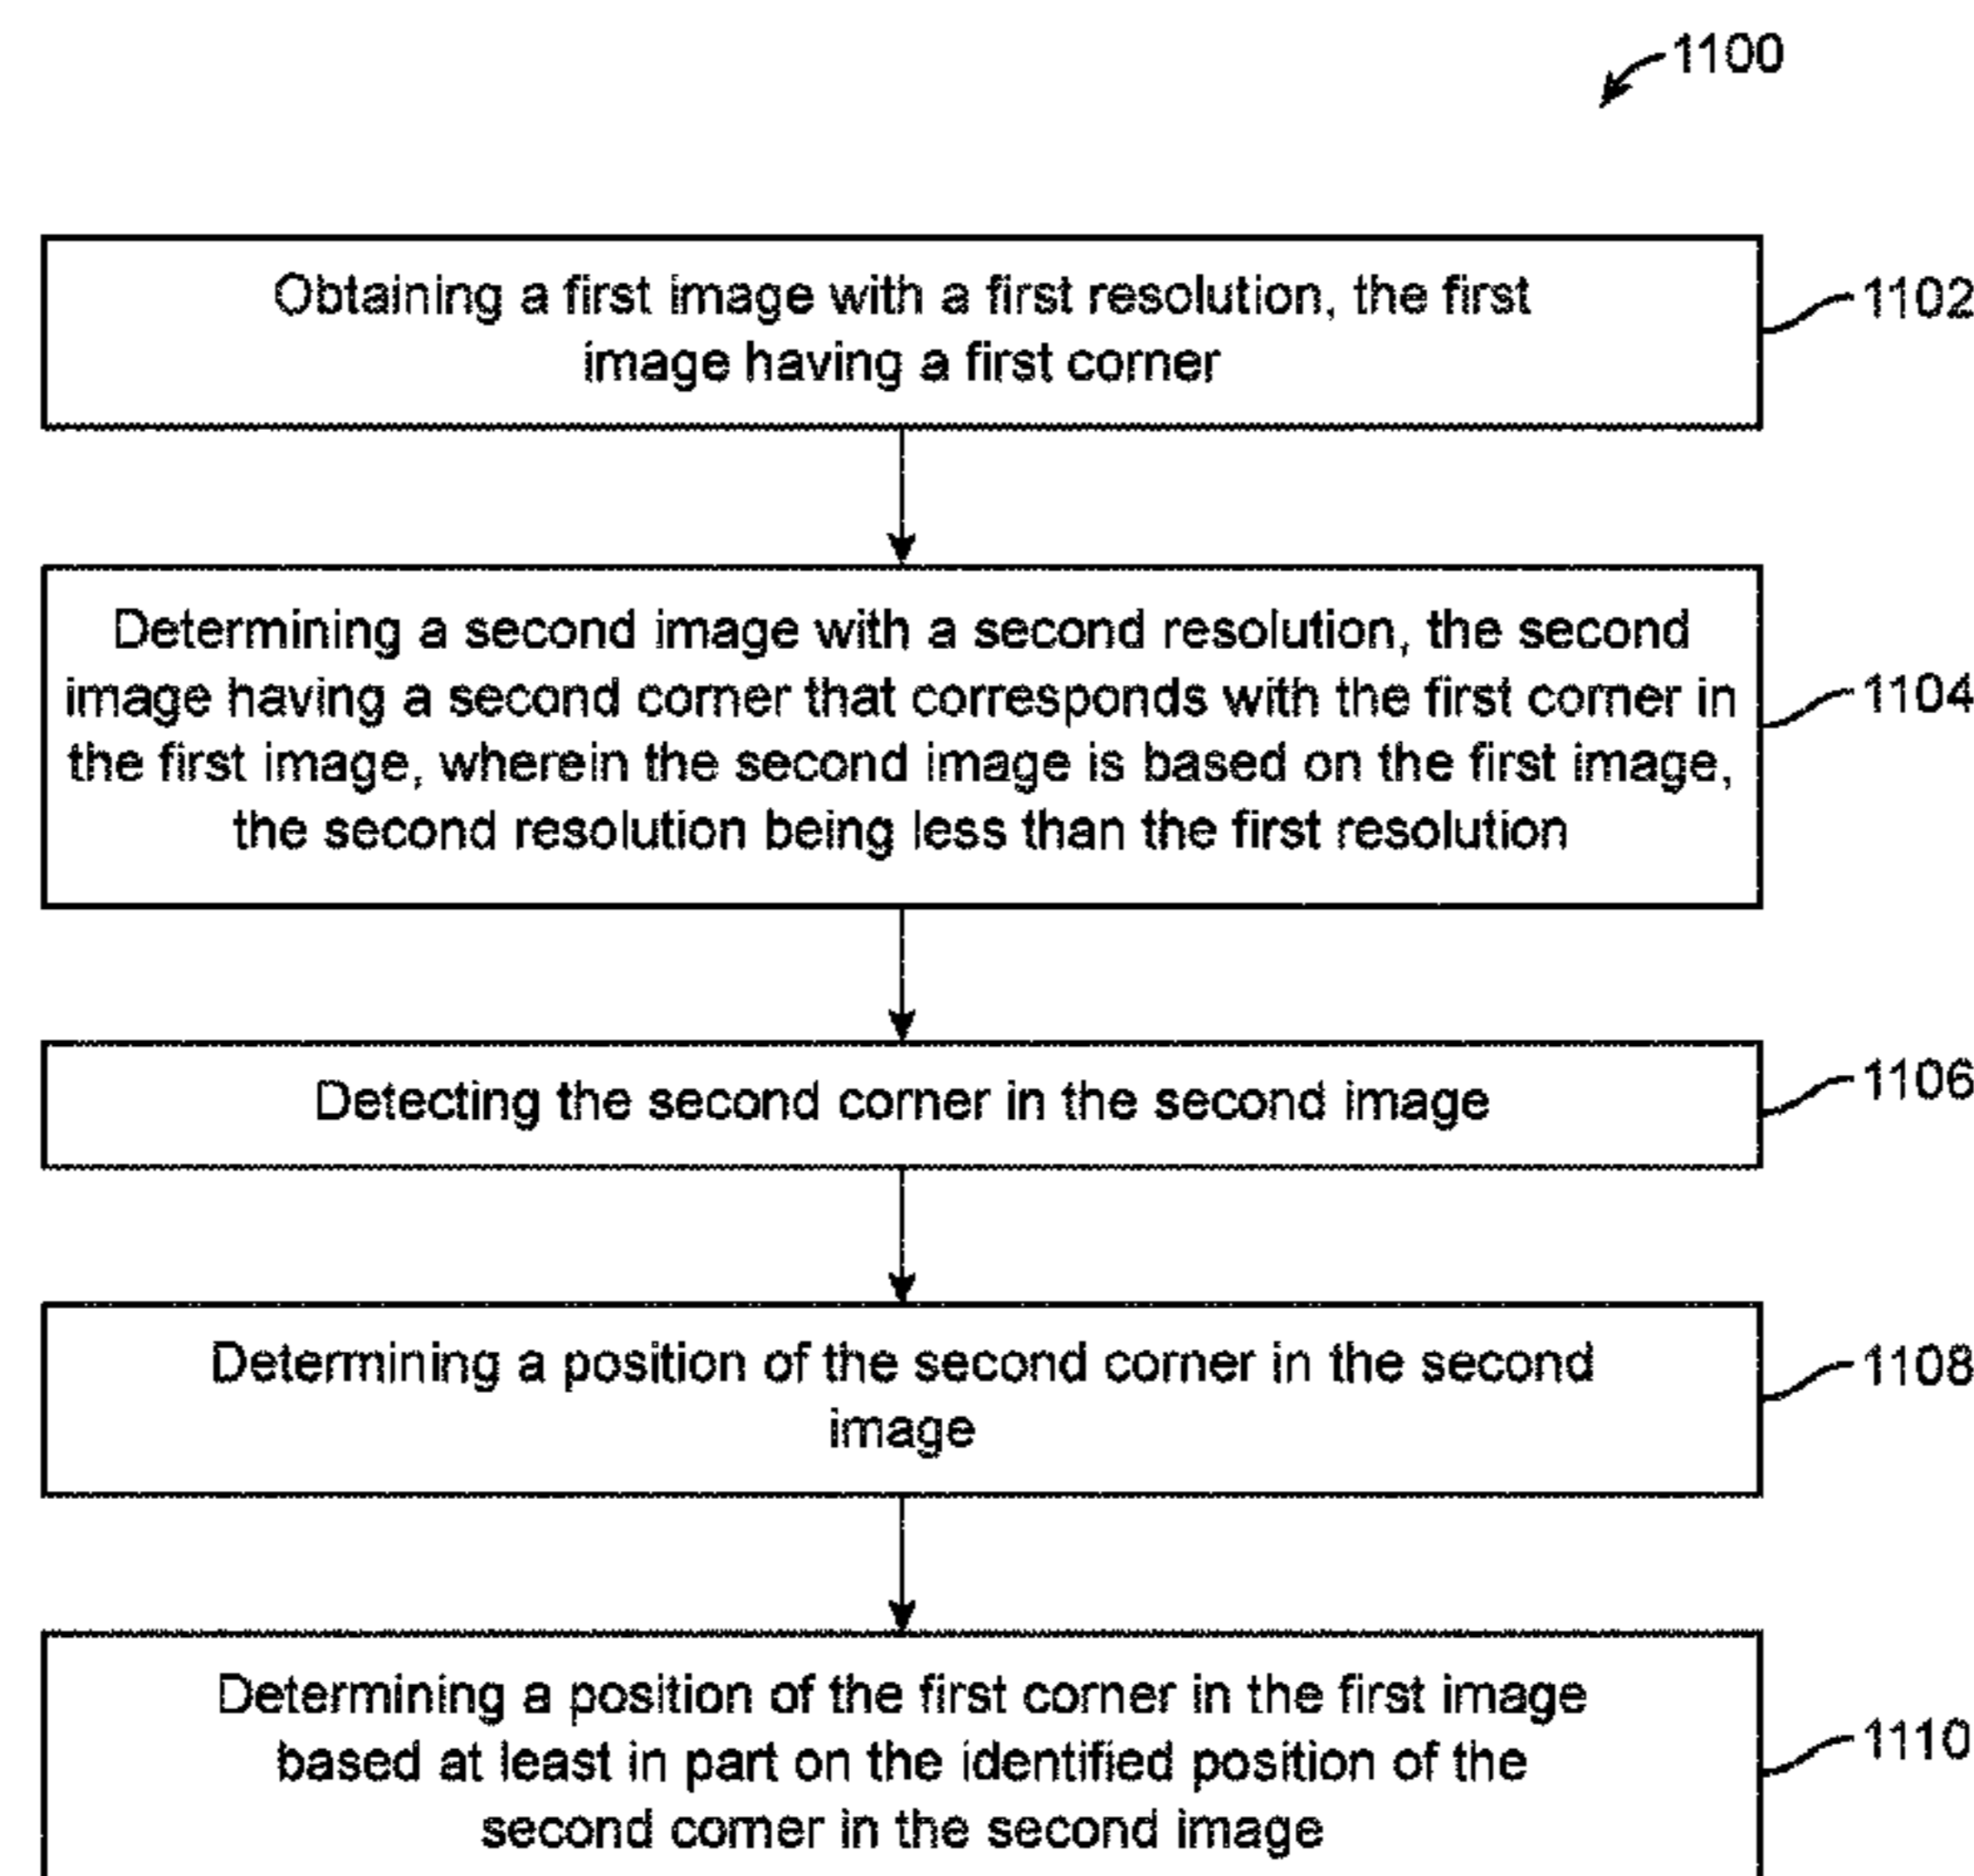 1100
Obtaining a first image with a first resolution, the first
image having a first corner
1102
Determining a second image with a second resolution, the second
image having a second corner that corresponds with the first corner in
the first image, wherein the second image is based on the first image,
the second resolution being less than the first resolution
1104
Detecting the second corner in the second image
1106
Determining a position of the second corner in the second
image
1108
Determining a position of the first corner in the first image
based at least in part on the identified position of the
second corner in the second image
1110